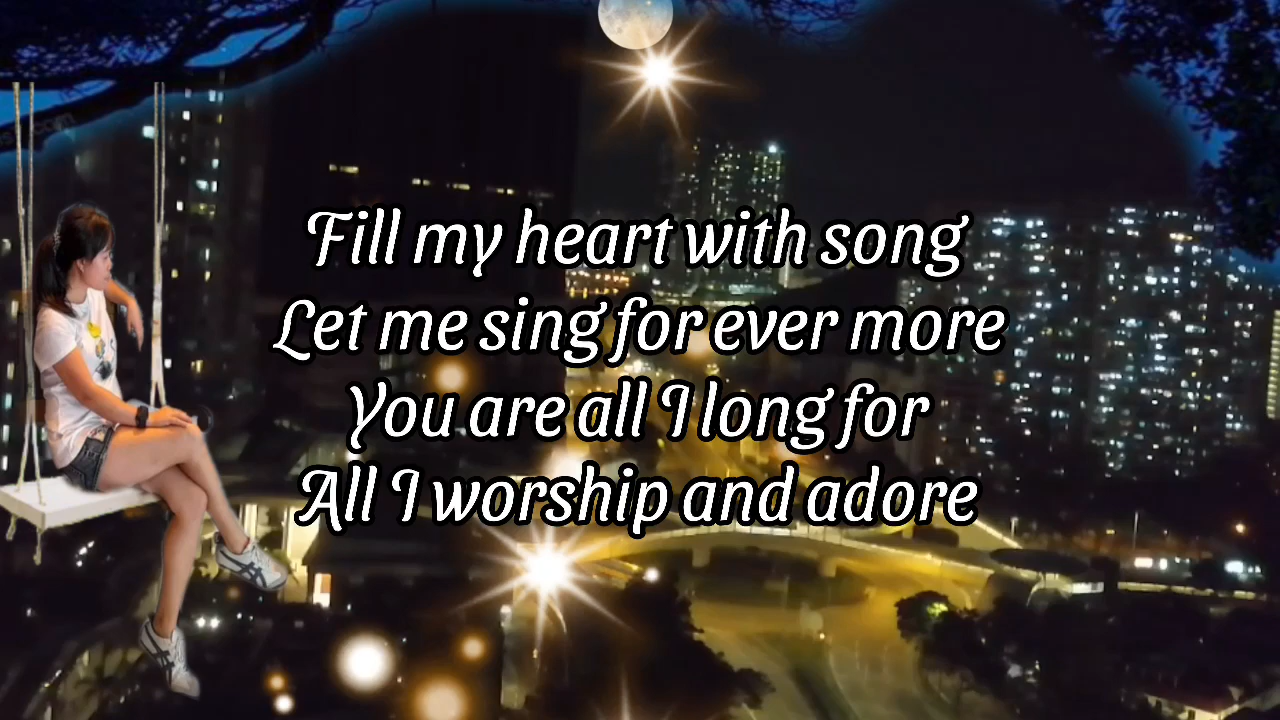 Fill my heart with song
Let me sing for ever more
You are all I long for
All I worship and adore